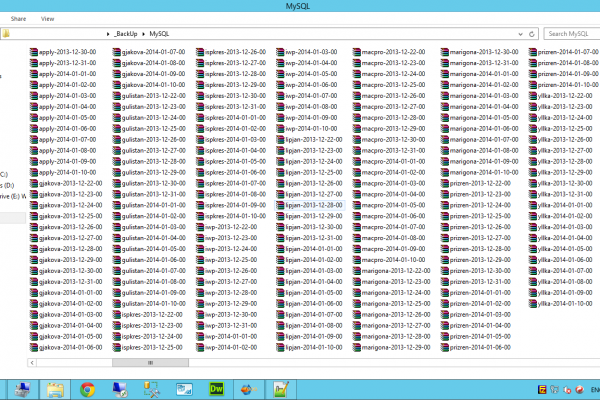 MySQL
Share View
_BackUp MySQL
Search MySQL
apply-2013-12-30-00
apply-2013-12-31-00
apply-2014-01-01-00
apply-2014-01-02-00
apply-2014-01-03-00
apply-2014-01-04-00
apply-2014-01-05-00
apply-2014-01-06-00
apply-2014-01-07-00
apply-2014-01-08-00
apply-2014-01-09-00
apply-2014-01-10-00
gjakova-2013-12-22-00
gjakova-2013-12-23-00
gjakova-2013-12-24-00
gjakova-2013-12-25-00
gjakova-2013-12-26-00
gjakova-2013-12-27-00
gjakova-2013-12-28-00
gjakova-2013-12-29-00
gjakova-2013-12-30-00
gjakova-2013-12-31-00
gjakova-2014-01-01-00
gjakova-2014-01-02-00
gjakova-2014-01-03-00
gjakova-2014-01-04-00
gjakova-2014-01-05-00
gjakova-2014-01-06-00
gjakova-2014-01-07-00
gjakova-2014-01-08-00
gjakova-2014-01-09-00
gjakova-2014-01-10-00
gulistan-2013-12-22-00
gulistan-2013-12-23-00
gulistan-2013-12-24-00
gulistan-2013-12-25-00
gulistan-2013-12-26-00
gulistan-2013-12-27-00
gulistan-2013-12-28-00
gulistan-2013-12-29-00
gulistan-2013-12-30-00
gulistan-2013-12-31-00
gulistan-2014-01-01-00
gulistan-2014-01-02-00
gulistan-2014-01-03-00
gulistan-2014-01-04-00
gulistan-2014-01-05-00
gulistan-2014-01-06-00
gulistan-2014-01-07-00
gulistan-2014-01-08-00
gulistan-2014-01-09-00
gulistan-2014-01-10-00
ispkres-2013-12-22-00
ispkres-2013-12-23-00
ispkres-2013-12-24-00
ispkres-2013-12-25-00
ispkres-2013-12-26-00
ispkres-2013-12-27-00
ispkres-2013-12-28-00
ispkres-2013-12-29-00
ispkres-2013-12-30-00
ispkres-2013-12-31-00
ispkres-2014-01-01-00
ispkres-2014-01-02-00
ispkres-2014-01-03-00
ispkres-2014-01-04-00
ispkres-2014-01-05-00
ispkres-2014-01-06-00
ispkres-2014-01-07-00
ispkres-2014-01-08-00
ispkres-2014-01-09-00
ispkres-2014-01-10-00
iwp-2013-12-22-00
iwp-2013-12-23-00
iwp-2013-12-24-00
iwp-2013-12-25-00
iwp-2013-12-26-00
iwp-2013-12-27-00
iwp-2013-12-28-00
iwp-2013-12-29-00
iwp-2013-12-30-00
iwp-2013-12-31-00
iwp-2014-01-01-00
iwp-2014-01-02-00
iwp-2014-01-03-00
iwp-2014-01-04-00
iwp-2014-01-05-00
iwp-2014-01-06-00
iwp-2014-01-07-00
iwp-2014-01-08-00
iwp-2014-01-09-00
iwp-2014-01-10-00
lipjan-2013-12-22-00
lipjan-2013-12-23-00
lipjan-2013-12-24-00
lipjan-2013-12-25-00
lipjan-2013-12-26-00
lipjan-2013-12-27-00
lipjan-2013-12-28-00
lipjan-2013-12-29-00
lipjan-2013-12-30-00
lipjan-2013-12-31-00
lipjan-2014-01-01-00
lipjan-2014-01-02-00
lipjan-2014-01-03-00
lipjan-2014-01-04-00
lipjan-2014-01-05-00
lipjan-2014-01-06-00
lipjan-2014-01-07-00
lipjan-2014-01-08-00
lipjan-2014-01-09-00
lipjan-2014-01-10-00
macpro-2013-12-22-00
macpro-2013-12-23-00
macpro-2013-12-24-00
macpro-2013-12-25-00
macpro-2013-12-26-00
macpro-2013-12-27-00
macpro-2013-12-28-00
macpro-2013-12-29-00
macpro-2013-12-30-00
macpro-2013-12-31-00
macpro-2014-01-01-00
macpro-2014-01-02-00
macpro-2014-01-03-00
macpro-2014-01-04-00
macpro-2014-01-05-00
macpro-2014-01-06-00
macpro-2014-01-07-00
macpro-2014-01-08-00
macpro-2014-01-09-00
macpro-2014-01-10-00
marigona-2013-12-22-00
marigona-2013-12-23-00
marigona-2013-12-24-00
marigona-2013-12-25-00
marigona-2013-12-26-00
marigona-2013-12-27-00
marigona-2013-12-28-00
marigona-2013-12-29-00
marigona-2013-12-30-00
marigona-2013-12-31-00
marigona-2014-01-01-00
marigona-2014-01-02-00
marigona-2014-01-03-00
marigona-2014-01-04-00
marigona-2014-01-05-00
marigona-2014-01-06-00
marigona-2014-01-07-00
marigona-2014-01-08-00
marigona-2014-01-09-00
marigona-2014-01-10-00
prizren-2013-12-22-00
prizren-2013-12-23-00
prizren-2013-12-24-00
prizren-2013-12-25-00
prizren-2013-12-26-00
prizren-2013-12-27-00
prizren-2013-12-28-00
prizren-2013-12-29-00
prizren-2013-12-30-00
prizren-2013-12-31-00
prizren-2014-01-01-00
prizren-2014-01-02-00
prizren-2014-01-03-00
prizren-2014-01-04-00
prizren-2014-01-05-00
prizren-2014-01-06-00
prizren-2014-01-07-00
prizren-2014-01-08-00
prizren-2014-01-09-00
prizren-2014-01-10-00
yllka-2013-12-22-00
yllka-2013-12-23-00
yllka-2013-12-24-00
yllka-2013-12-25-00
yllka-2013-12-26-00
yllka-2013-12-27-00
yllka-2013-12-28-00
yllka-2013-12-29-00
yllka-2013-12-30-00
yllka-2013-12-31-00
yllka-2014-01-01-00
yllka-2014-01-02-00
yllka-2014-01-03-00
yllka-2014-01-04-00
yllka-2014-01-05-00
yllka-2014-01-06-00
yllka-2014-01-07-00
yllka-2014-01-08-00
yllka-2014-01-09-00
yllka-2014-01-10-00
C:)
s (D:)
rive (E:) W
Dw
FZ
ENG